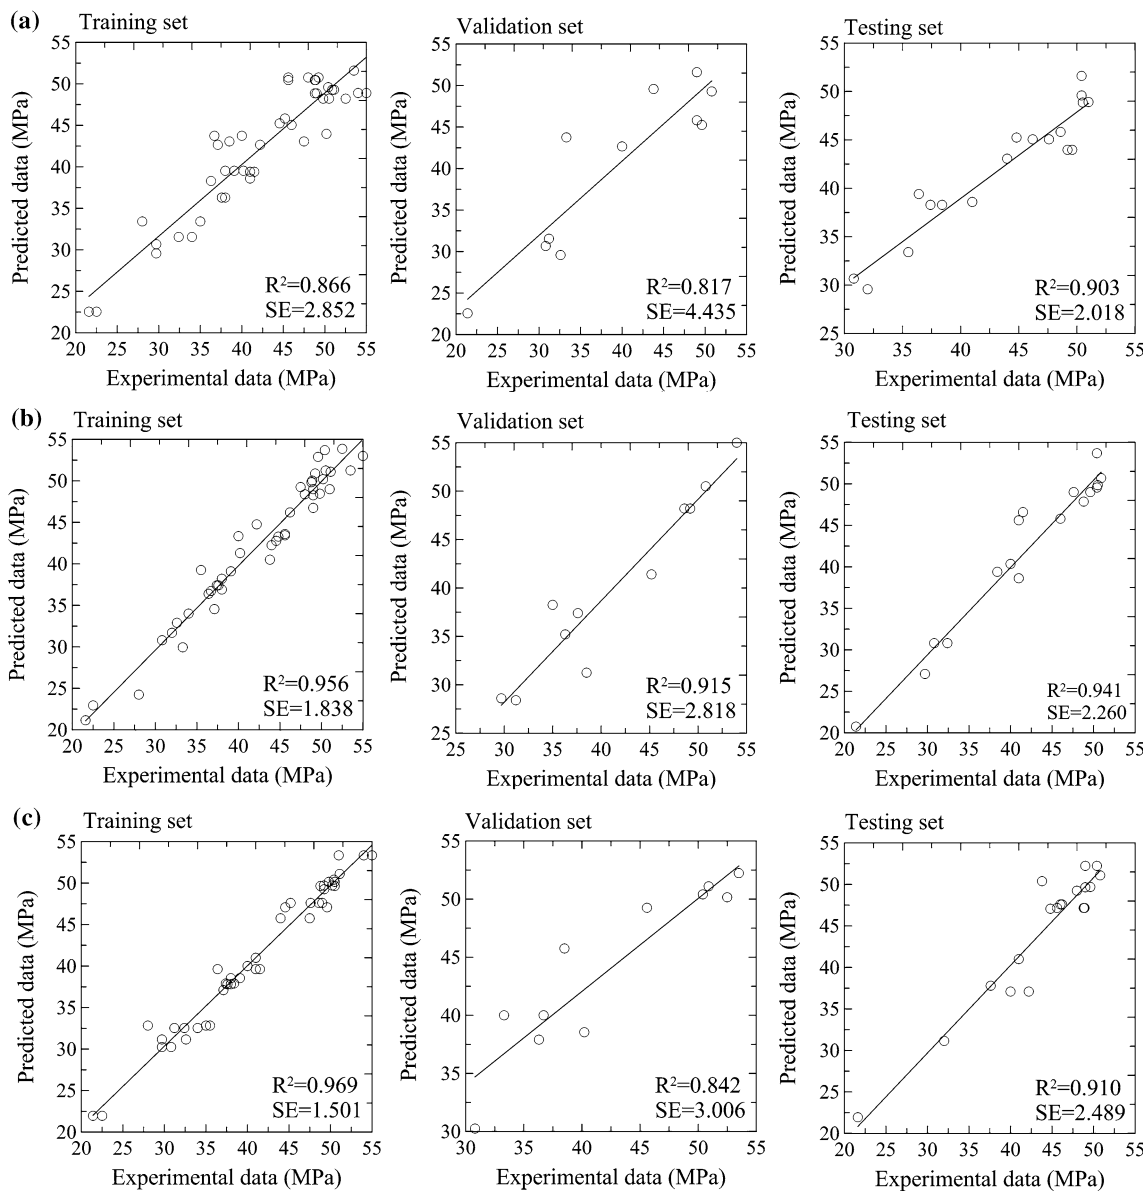 (a) Training set
Validation set
Testing set
Predicted data (MPa)
55
50
45
40
35
30
25
20
20 25 30 35 40 45 50 55
Experimental data (MPa)
R²=0.866
SE=2.852
Predicted data (MPa)
55
50
45
40
35
30
25
20
20 25 30 35 40 45 50 55
Experimental data (MPa)
R²=0.817
SE=4.435
Predicted data (MPa)
55
50
45
40
35
30
25
30 35 40 45 50 55
Experimental data (MPa)
R²=0.903
SE=2.018
(b) Training set
Validation set
Testing set
Predicted data (MPa)
55
50
45
40
35
30
25
20
20 25 30 35 40 45 50 55
Experimental data (MPa)
R²=0.956
SE=1.838
Predicted data (MPa)
55
50
45
40
35
30
25
25 30 35 40 45 50 55
Experimental data (MPa)
R²=0.915
SE=2.818
Predicted data (MPa)
55
50
45
40
35
30
25
20
20 25 30 35 40 45 50 55
Experimental data (MPa)
R²=0.941
SE=2.260
(c) Training set
Validation set
Testing set
Predicted data (MPa)
55
50
45
40
35
30
25
20
20 25 30 35 40 45 50 55
Experimental data (MPa)
R²=0.969
SE=1.501
Predicted data (MPa)
55
50
45
40
35
30
30 35 40 45 50 55
Experimental data (MPa)
R²=0.842
SE=3.006
Predicted data (MPa)
55
50
45
40
35
30
25
20
20 25 30 35 40 45 50 55
Experimental data (MPa)
R²=0.910
SE=2.489